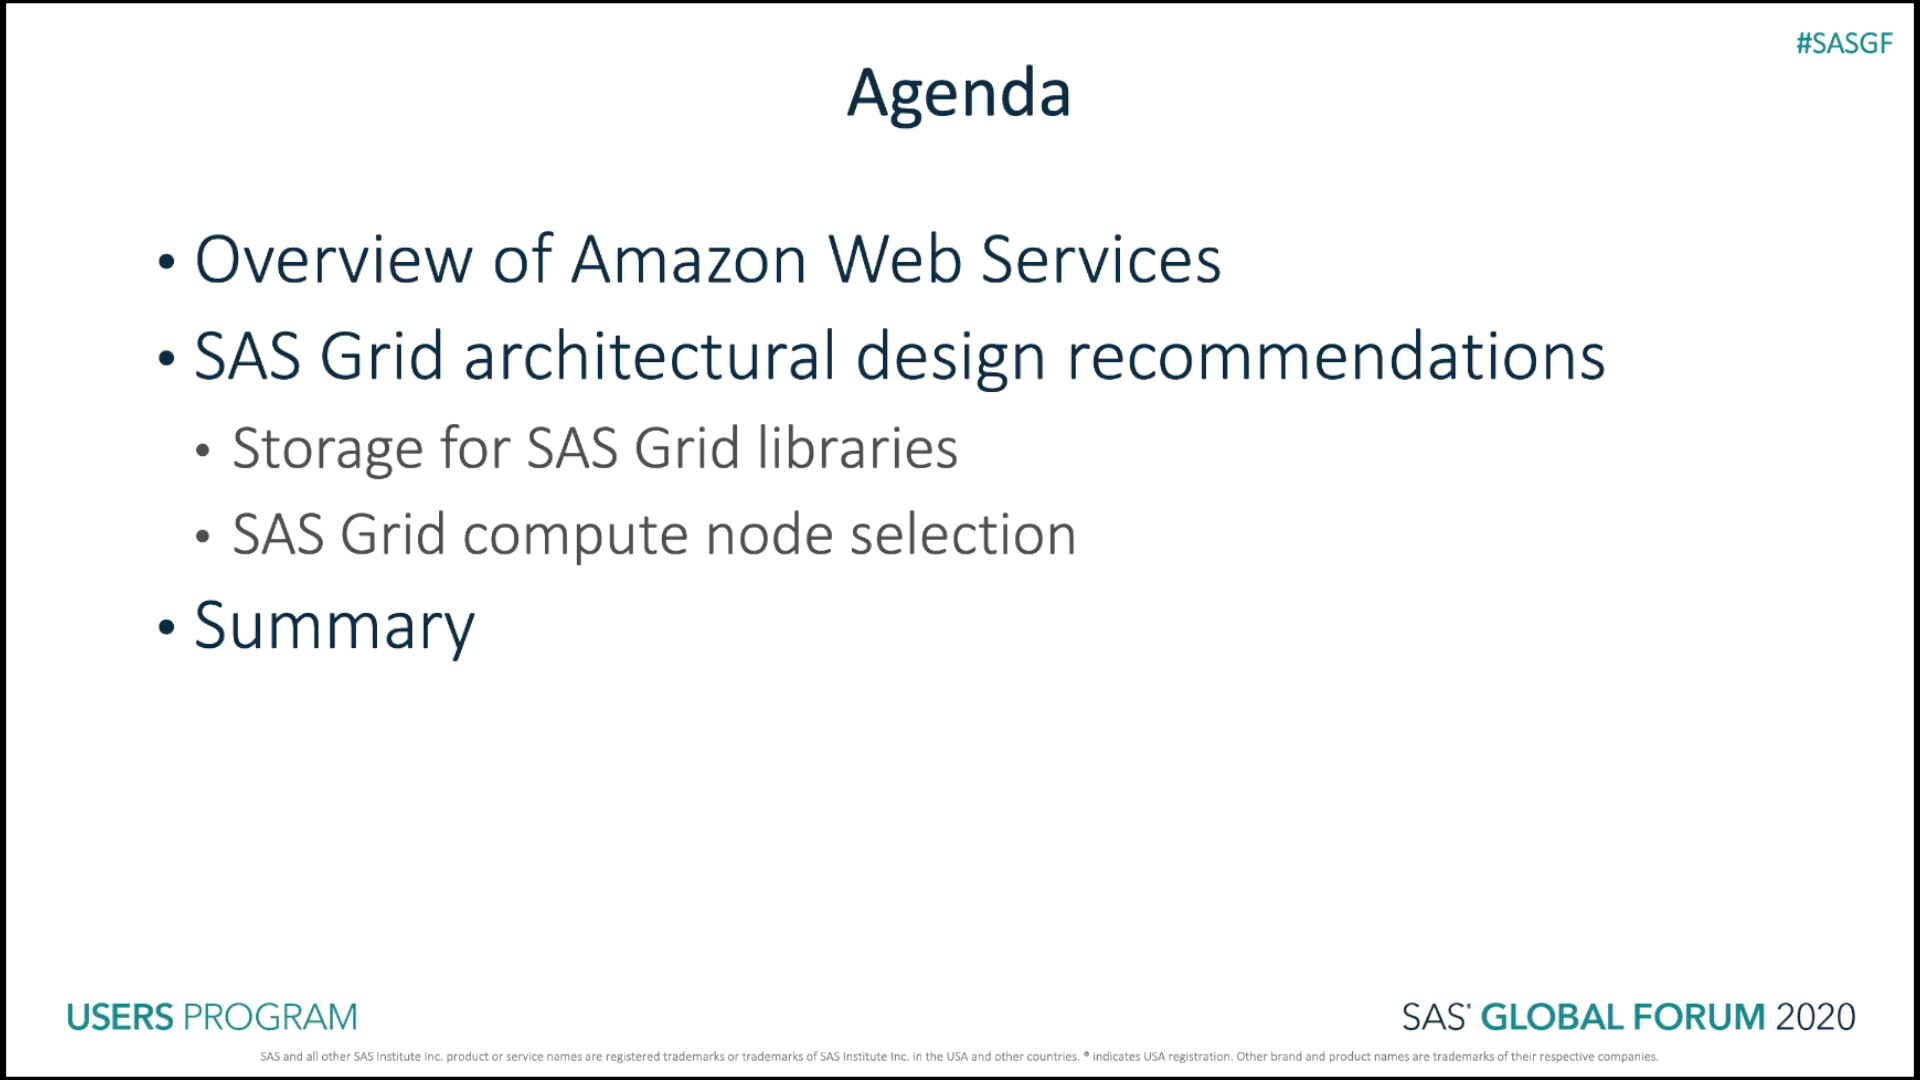 #SASGF
Agenda
• Overview of Amazon Web Services
• SAS Grid architectural design recommendations
• Storage for SAS Grid libraries
• SAS Grid compute node selection
• Summary
USERS PROGRAM
SAS® GLOBAL FORUM 2020
SAS and all other SAS Institute Inc. product or service names are registered trademarks or trademarks of SAS Institute Inc. in the USA and other countries. ® indicates USA registration. Other brand and product names are trademarks of their respective companies.